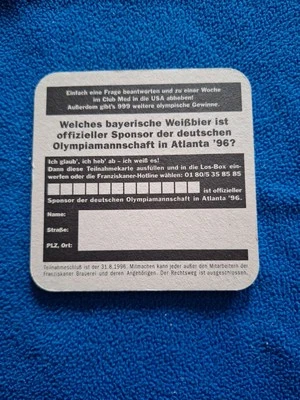 Einfach eine Frage beantworten und zu einer Woche
im Club Med in die USA abheben!
Außerdem gibt's 999 weitere olympische Gewinne.
Welches bayerische Weißbier ist
offizieller Sponsor der deutschen
Olympiamannschaft in Atlanta '96?
Ich glaub', ich heb' ab – ich weiß es!
Dann diese Teilnahmekarte ausfüllen und in die Los-Box ein-
werfen oder die Franziskaner-Hotline wählen: 01 80/5 35 85 85
ist offizieller
Sponsor der deutschen Olympiamannschaft in Atlanta '96.
Name:
Straße:
PLZ, Ort:
Teilnahmeschluß ist der 31.8.1996. Mitmachen kann jeder außer den Mitarbeitern der
Franziskaner Brauerei und deren Angehörigen. Der Rechtsweg ist ausgeschlossen.